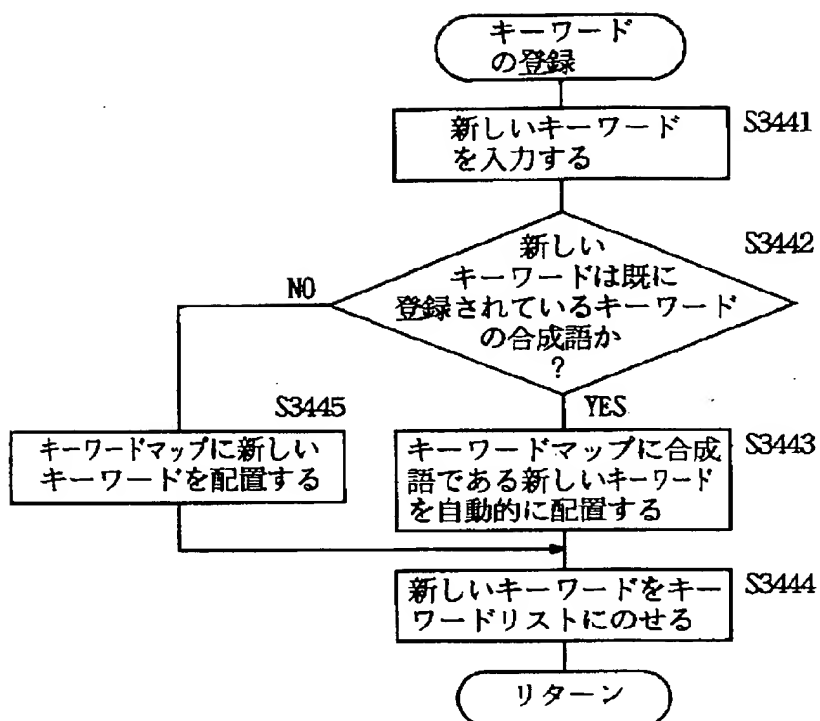 キーワード
の登録
新しいキーワード
を入力する
S3441
新しい
キーワードは既に
登録されているキーワード
の合成語か
?
S3442
NO
YES
S3445
キーワードマップに新しい
キーワードを配置する
キーワードマップに合成
語である新しいキーワード
を自動的に配置する
S3443
新しいキーワードをキー
ワードリストにのせる
S3444
リターン